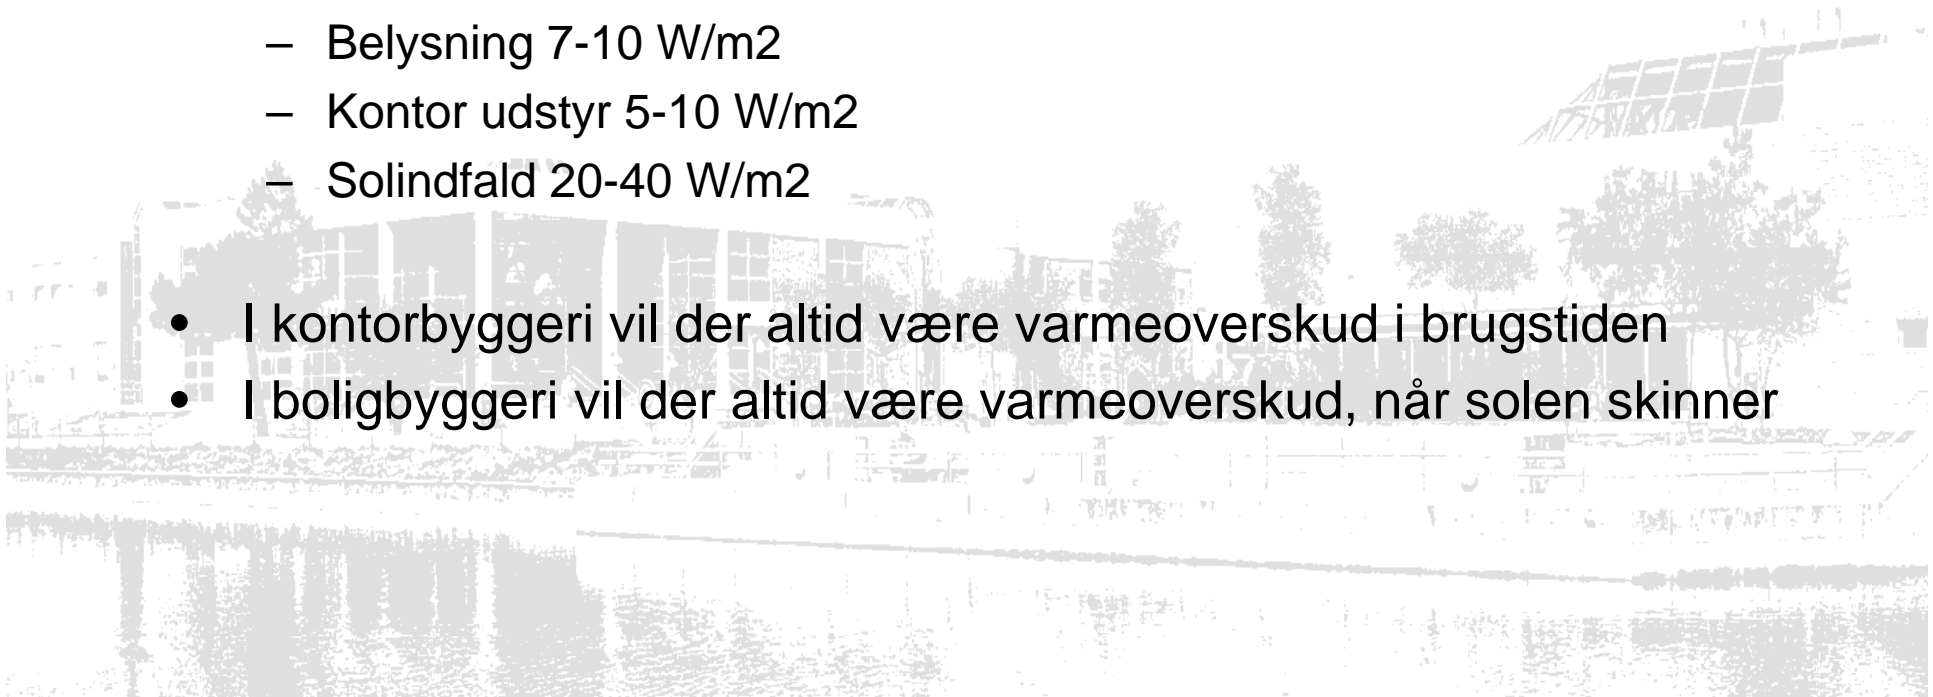 – Belysning 7-10 W/m2
– Kontor udstyr 5-10 W/m2
– Solindfald 20-40 W/m2
• I kontorbyggeri vil der altid være varmeoverskud i brugstiden
• I boligbyggeri vil der altid være varmeoverskud, når solen skinner